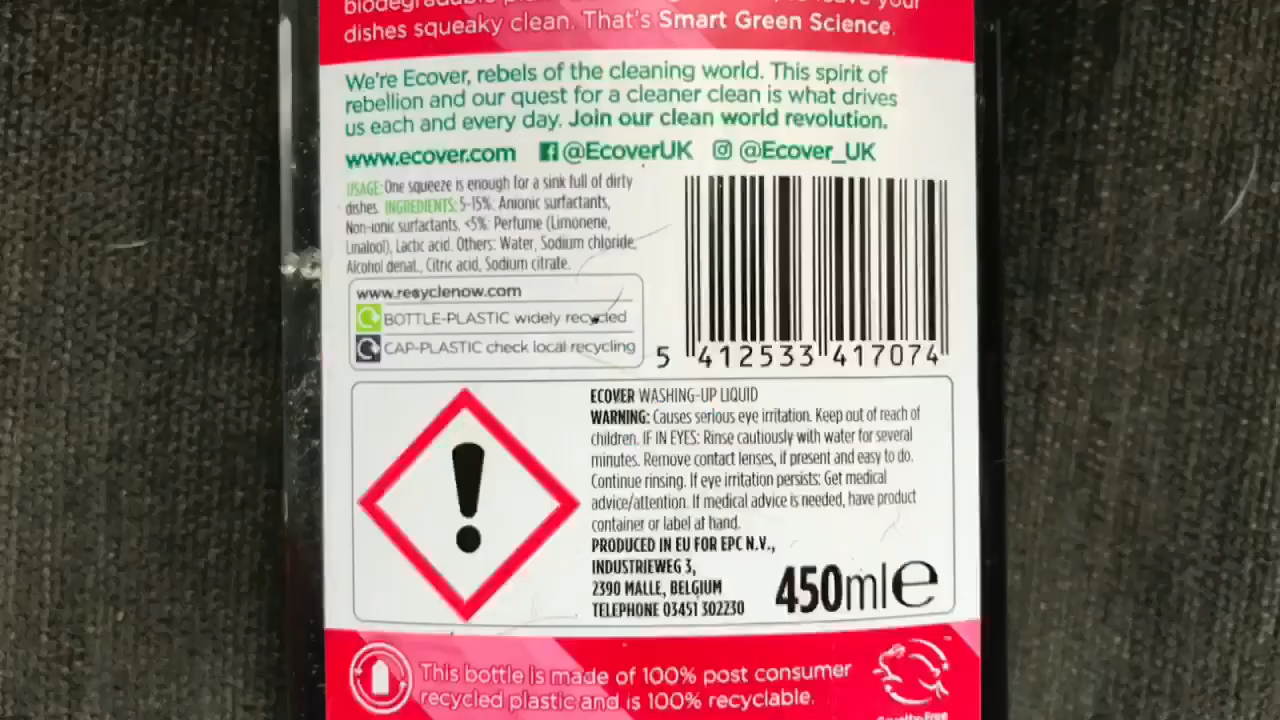 biodegradable your
dishes squeaky clean. That's Smart Green Science.
We're Ecover, rebels of the cleaning world. This spirit of
rebellion and our quest for a cleaner clean is what drives
us each and every day. Join our clean world revolution.
www.ecover.com @EcoverUK @Ecover_UK
USAGE: One squeeze is enough for a sink full of dirty
dishes. INGREDIENTS: 5-15%: Anionic surfactants,
Non-ionic surfactants. <5%: Perfume (Limonene,
Linalool), Lactic acid. Others: Water, Sodium chloride,
Alcohol denat., Citric acid, Sodium citrate.
www.recyclenow.com
BOTTLE-PLASTIC widely recycled
CAP-PLASTIC check local recycling
5 412533 417074
ECOVER WASHING-UP LIQUID
WARNING: Causes serious eye irritation. Keep out of reach of
children. IF IN EYES: Rinse cautiously with water for several
minutes. Remove contact lenses, if present and easy to do.
Continue rinsing. If eye irritation persists: Get medical
advice/attention. If medical advice is needed, have product
container or label at hand.
PRODUCED IN EU FOR EPC N.V.,
INDUSTRIEWEG 3,
2390 MALLE, BELGIUM
TELEPHONE 03451 302230
450ml e
This bottle is made of 100% post consumer
recycled plastic and is 100% recyclable.